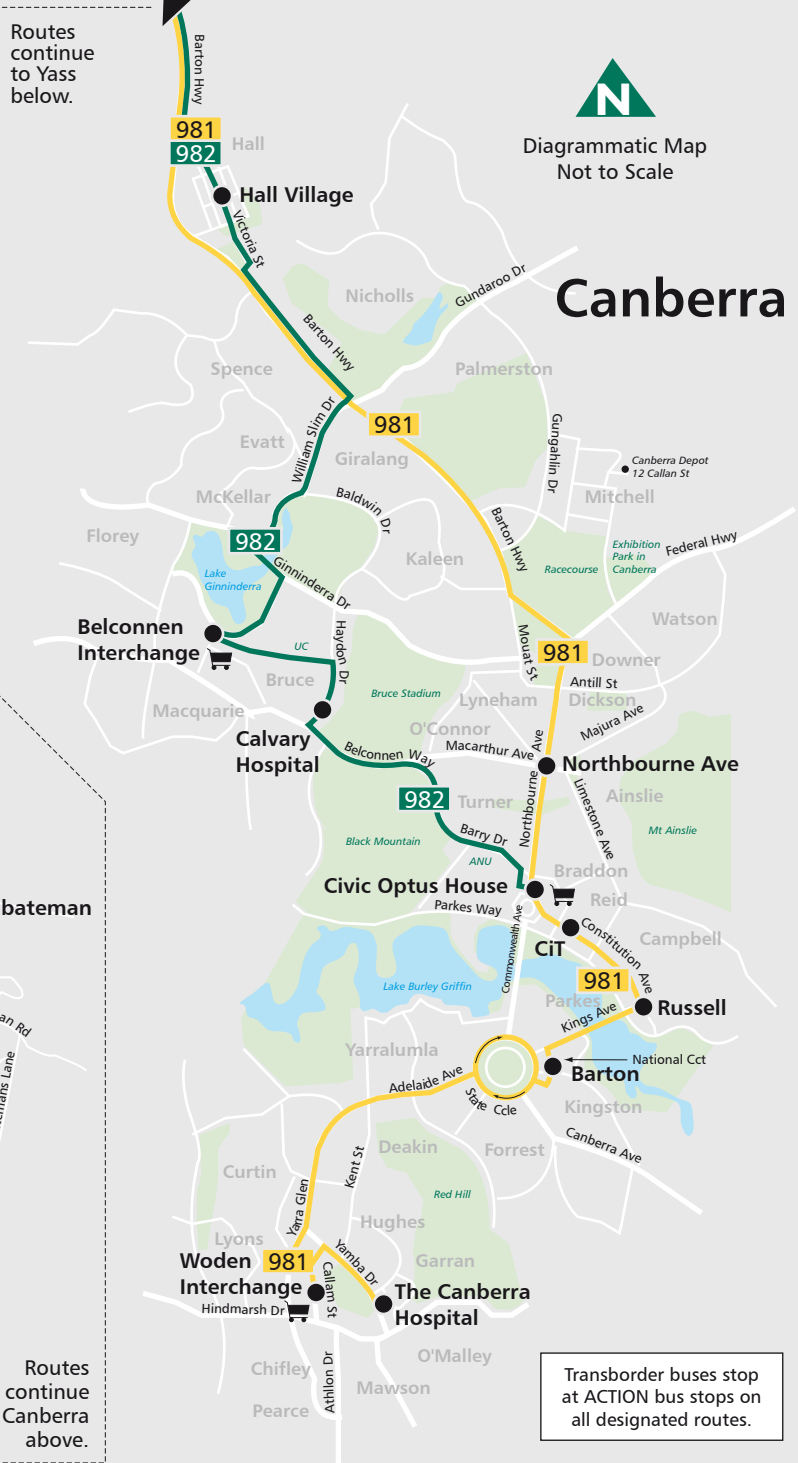 Routes
continue
to Yass
below.
Barton Hwy
N
Diagrammatic Map
Not to Scale
981
982
Hall
Hall Village
Victoria St
Canberra
Nicholls
Gundaroo Dr
Barton Hwy
Spence
Palmerston
William Slim Dr
981
Evatt
Giralang
Gungahlin Dr
Canberra Depot
12 Callan St
McKellar
Baldwin Dr
Mitchell
Florey
982
Barton Hwy
Kaleen
Racecourse
Exhibition
Park in
Canberra
Federal Hwy
Lake
Ginninderra
Ginninderra Dr
Watson
Belconnen
Interchange
UC
Haydon Dr
Mouat St
981
Downer
Bruce
Bruce Stadium
Antill St
Macquarie
Lyneham
Dickson
Calvary
Hospital
O'Connor
Majura Ave
Belconnen Way
Macarthur Ave
Northbourne Ave
Northbourne Ave
982
Turner
Limestone Ave
Ainslie
Mt Ainslie
Black Mountain
Barry Dr
ANU
Braddon
Civic Optus House
Reid
Parkes Way
Commonwealth Ave
CiT
Constitution Ave
Campbell
bateman
Lake Burley Griffin
981
Parkes
Russell
Kings Ave
an Rd
Yarralumla
National Cct
Barton
emans Lane
Adelaide Ave
State Ccle
Kingston
Canberra Ave
Kent St
Deakin
Forrest
Curtin
Red Hill
Yarra Glen
Hughes
Lyons
Woden
Interchange
981
Yamba Dr
Garran
Callam St
The Canberra
Hospital
Hindmarsh Dr
O'Malley
Chifley
Athllon Dr
Mawson
Pearce
Routes
continue
Canberra
above.
Transborder buses stop
at ACTION bus stops on
all designated routes.